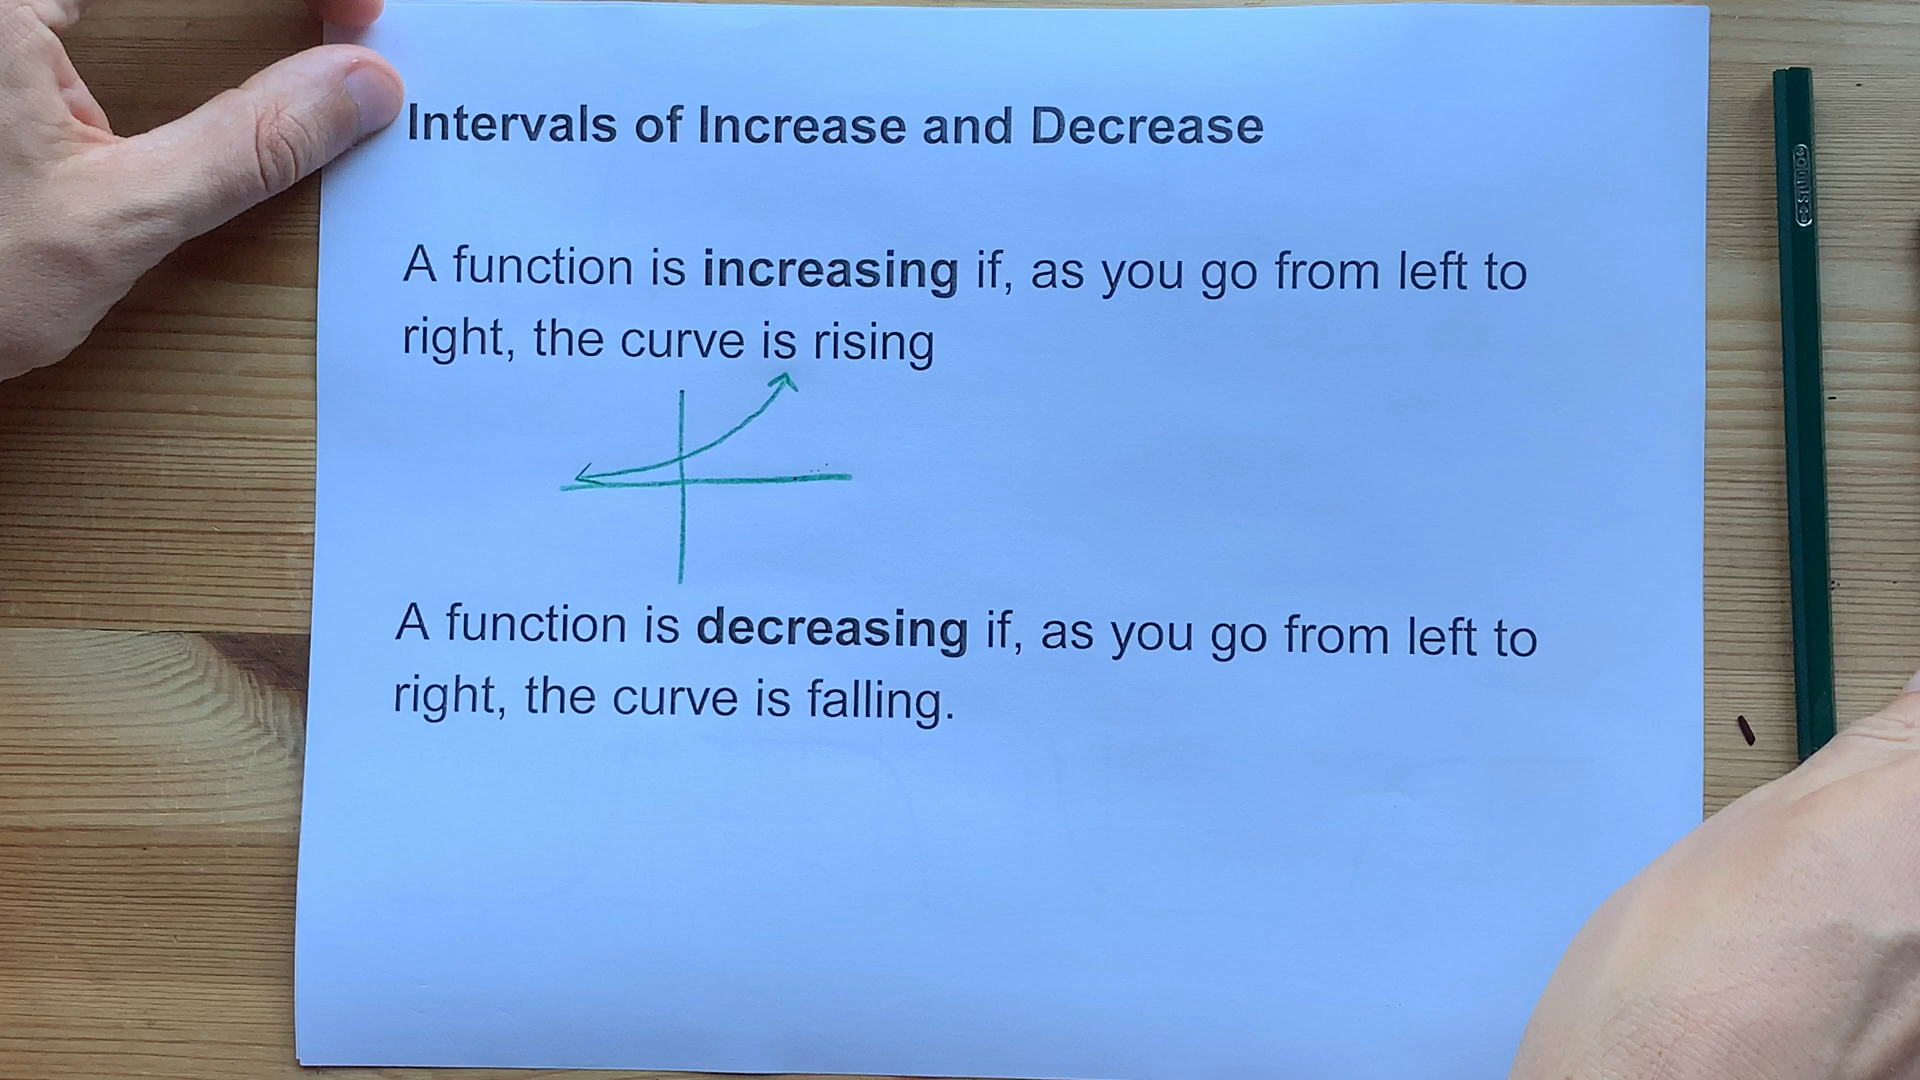 Intervals of Increase and Decrease
A function is increasing if, as you go from left to
right, the curve is rising
A function is decreasing if, as you go from left to
right, the curve is falling.